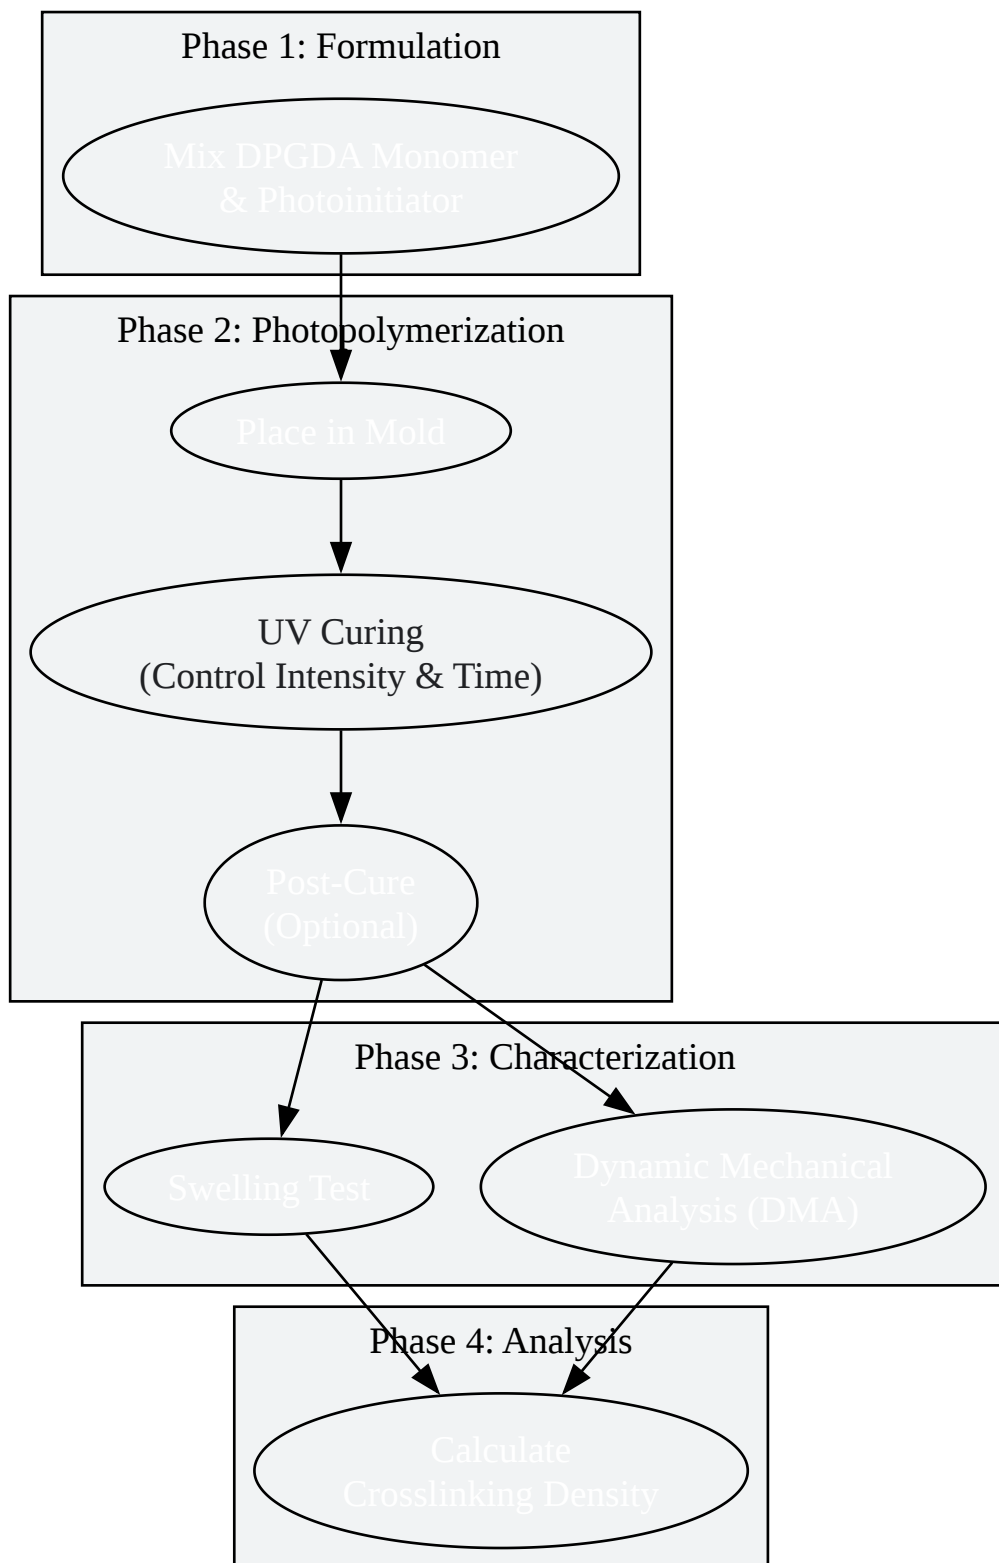 Phase 1: Formulation
Mix DPGDA Monomer
& Photoinitiator
Phase 2: Photopolymerization
Place in Mold
UV Curing
(Control Intensity & Time)
Post-Cure
(Optional)
Phase 3: Characterization
Swelling Test
Dynamic Mechanical
Analysis (DMA)
Phase 4: Analysis
Calculate
Crosslinking Density